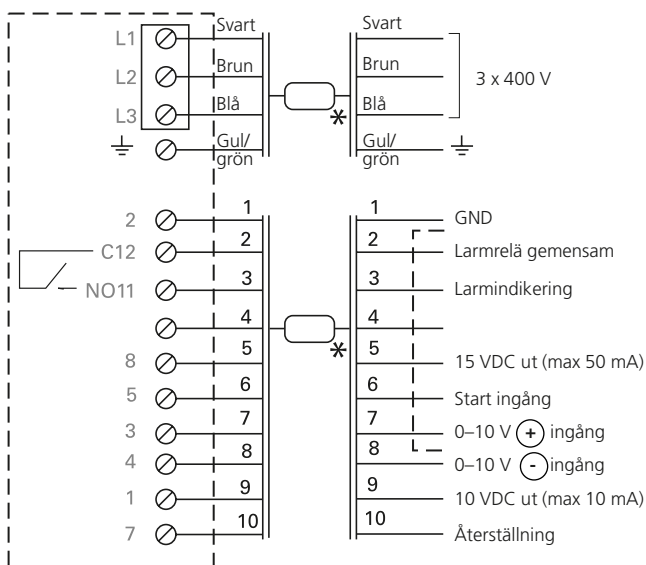 L1 Svart Svart
L2 Brun Brun 3 x 400 V
L3 Blå Blå
* Gul/ Gul/
grön grön
2 1 1 GND
C12 2 2 Larmrelä gemensam
NO11 3 3 Larmindikering
4 4
8 5 * 5 15 VDC ut (max 50 mA)
5 6 6 Start ingång
3 7 7 0–10 V + ingång
4 8 8 0–10 V - ingång
1 9 9 10 VDC ut (max 10 mA)
7 10 10 Återställning